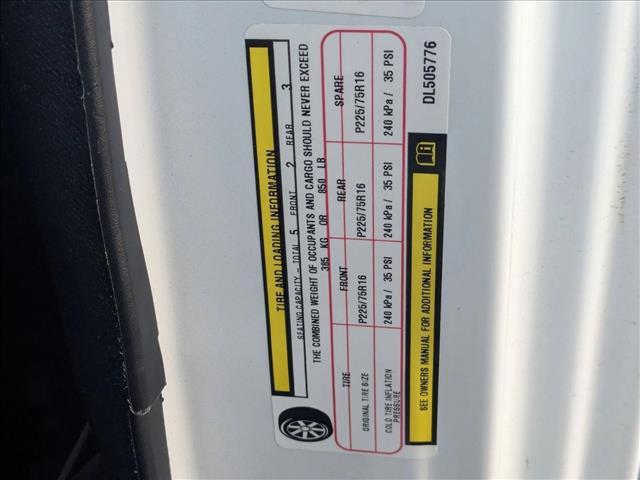 TIRE AND LOADING INFORMATION
SEATING CAPACITY - TOTAL 5 FRONT 2 REAR 3
THE COMBINED WEIGHT OF OCCUPANTS AND CARGO SHOULD NEVER EXCEED
385 KG OR 850 LB
TIRE FRONT REAR SPARE
ORIGINAL TIRE SIZE P225/75R16 P225/75R16 P225/75R16
COLD TIRE INFLATION
PRESSURE 240 kPa / 35 PSI 240 kPa / 35 PSI 240 kPa / 35 PSI
SEE OWNERS MANUAL FOR ADDITIONAL INFORMATION
DL505776